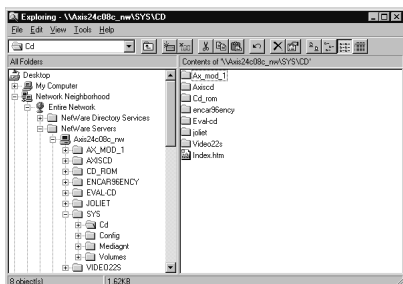 Exploring - \\Axis24c08c_nw\SYS\CD
File Edit View Tools Help
Cd
All Folders
Contents of '\\Axis24c08c_nw\SYS\CD'
Desktop
My Computer
Network Neighborhood
Entire Network
NetWare Directory Services
NetWare Servers
Axis24c08c_nw
AX_MOD_1
AXISCD
CD_ROM
ENCAR96ENCY
EVAL-CD
JOLIET
SYS
Cd
Config
Mediagnt
Volumes
VIDEO22S
Ax_mod_1
Axiscd
Cd_rom
encar96ency
Eval-cd
joliet
Video22s
Index.htm
8 object(s)
1.62KB